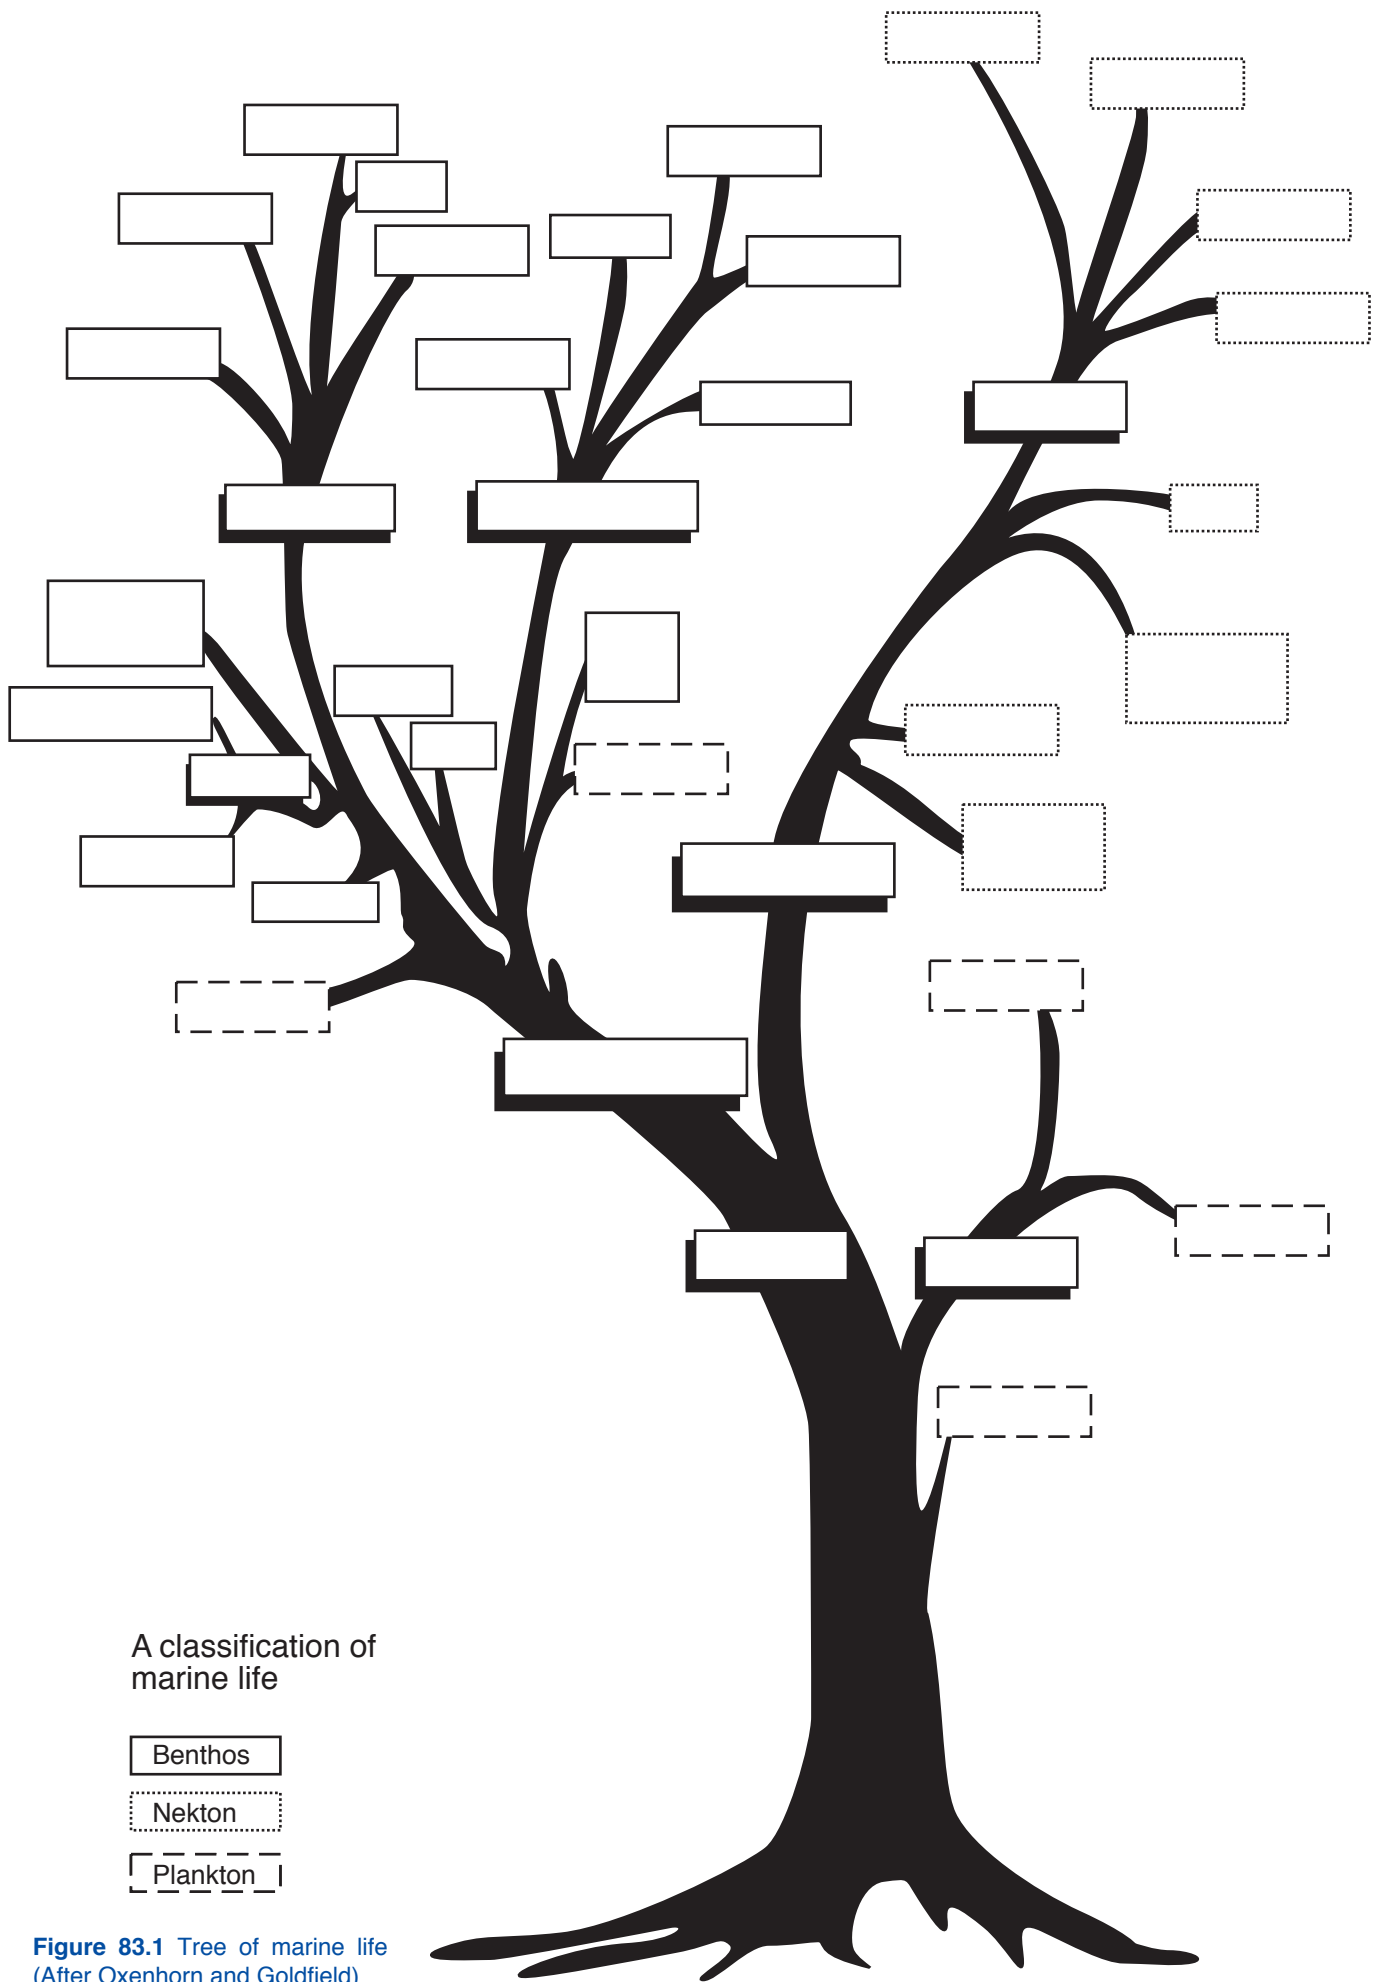 A classification of
marine life
Benthos
Nekton
Plankton
Figure 83.1 Tree of marine life
(After Oxenhorn and Goldfield)